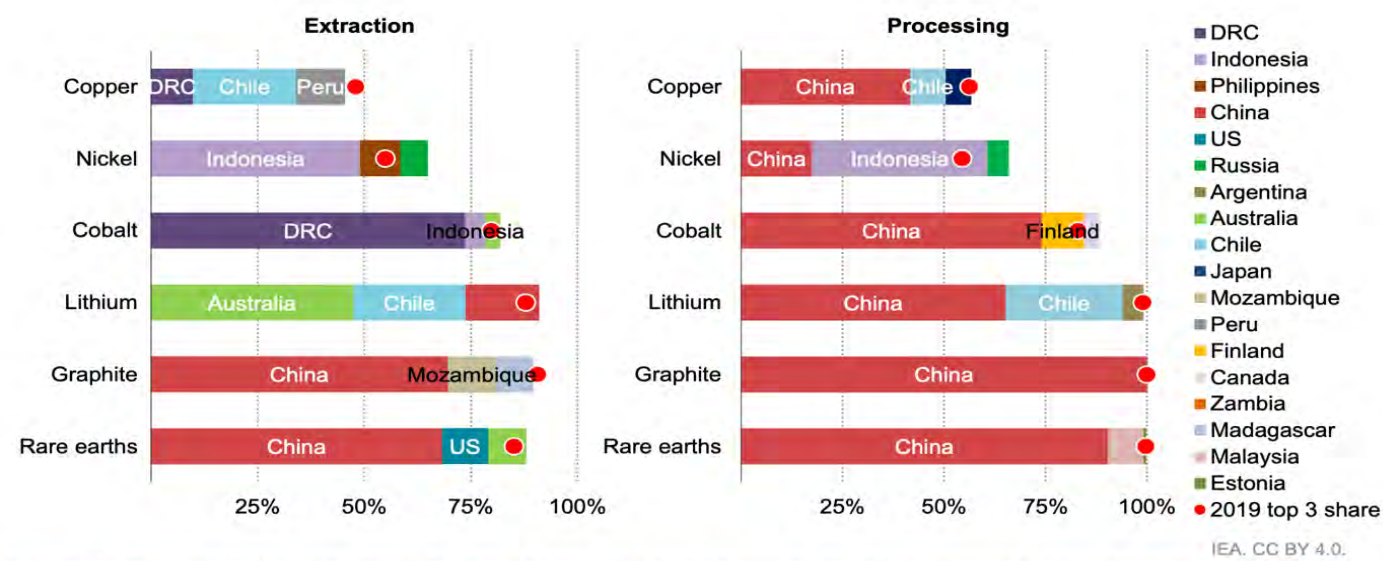 Extraction
Copper
DRC Chile Peru
Nickel
Indonesia
Cobalt
DRC Indonesia
Lithium
Australia Chile
Graphite
China Mozambique
Rare earths
China US
25% 50% 75% 100%
Processing
Copper
China Chile
Nickel
China Indonesia
Cobalt
China Finland
Lithium
China Chile
Graphite
China
Rare earths
China
25% 50% 75% 100%
DRC
Indonesia
Philippines
China
US
Russia
Argentina
Australia
Chile
Japan
Mozambique
Peru
Finland
Canada
Zambia
Madagascar
Malaysia
Estonia
2019 top 3 share
IEA. CC BY 4.0.